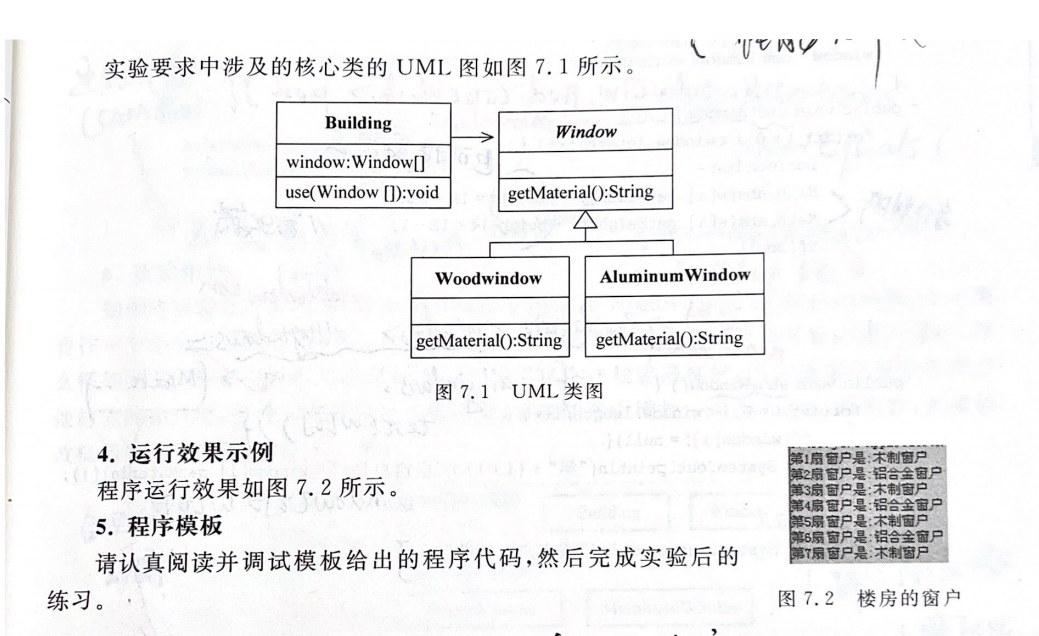 实验要求中涉及的核心类的 UML 图如图 7.1 所示。
Building
window:Window[]
use(Window []):void
Window
getMaterial():String
Woodwindow
getMaterial():String
AluminumWindow
getMaterial():String
图 7.1 UML 类图
4. 运行效果示例
程序运行效果如图 7.2 所示。
5. 程序模板
请认真阅读并调试模板给出的程序代码,然后完成实验后的
练习。
第1扇窗户是:木制窗户
第2扇窗户是:铝合金窗户
第3扇窗户是:木制窗户
第4扇窗户是:铝合金窗户
第5扇窗户是:木制窗户
第6扇窗户是:铝合金窗户
第7扇窗户是:木制窗户
图 7.2 楼房的窗户